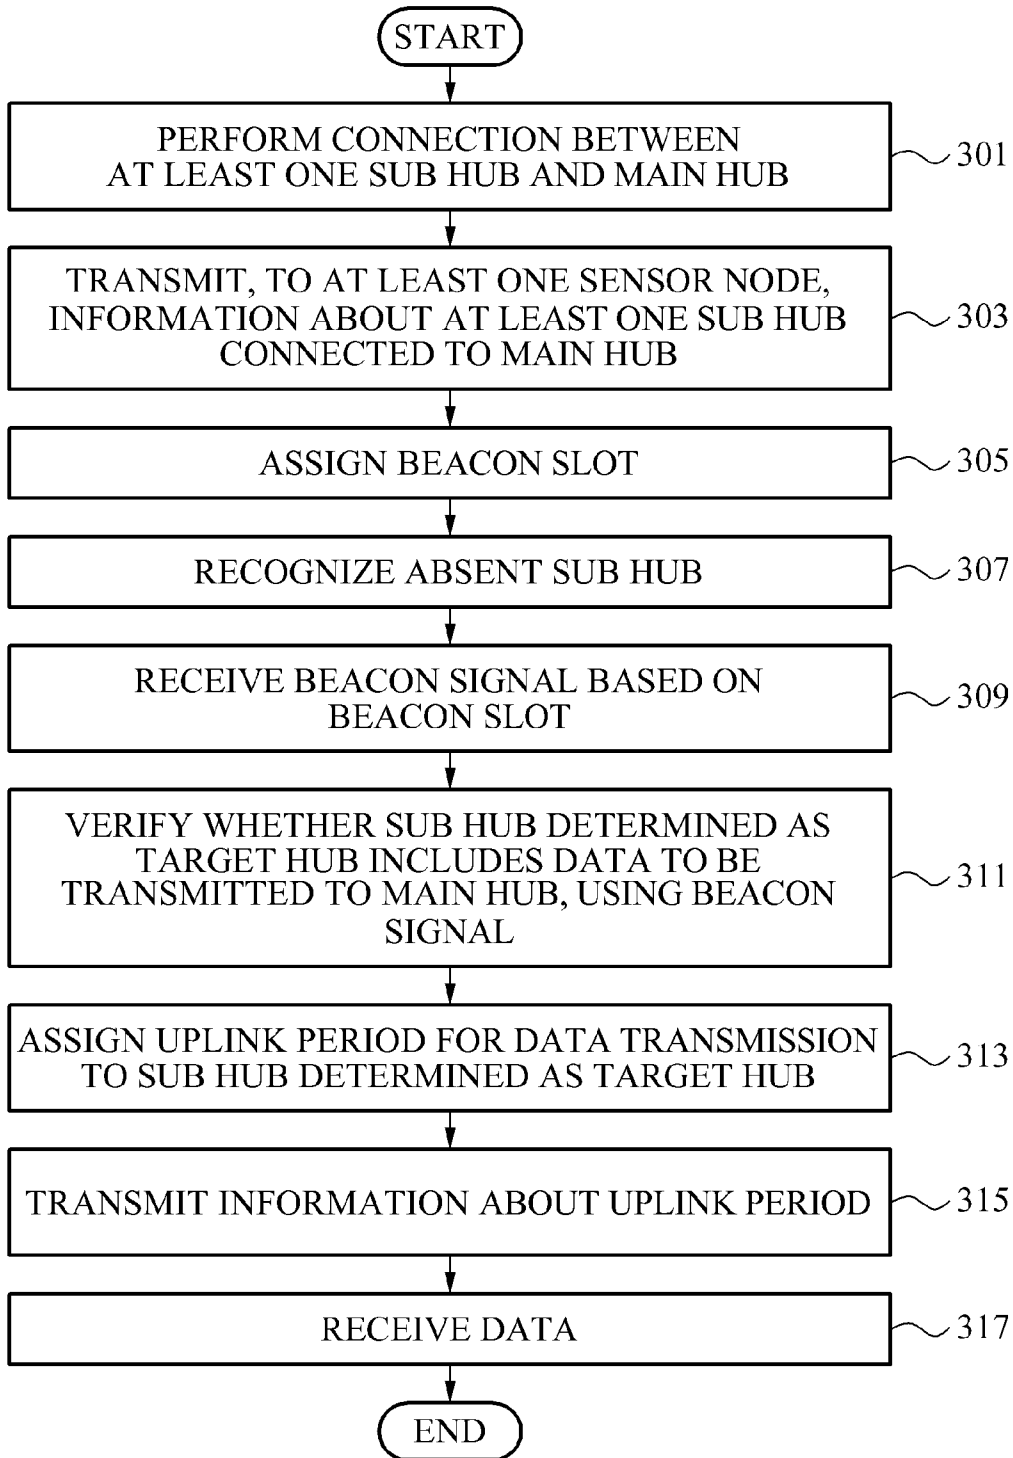 START
PERFORM CONNECTION BETWEEN
AT LEAST ONE SUB HUB AND MAIN HUB
301
TRANSMIT, TO AT LEAST ONE SENSOR NODE,
INFORMATION ABOUT AT LEAST ONE SUB HUB
CONNECTED TO MAIN HUB
303
ASSIGN BEACON SLOT
305
RECOGNIZE ABSENT SUB HUB
307
RECEIVE BEACON SIGNAL BASED ON
BEACON SLOT
309
VERIFY WHETHER SUB HUB DETERMINED AS
TARGET HUB INCLUDES DATA TO BE
TRANSMITTED TO MAIN HUB, USING BEACON
SIGNAL
311
ASSIGN UPLINK PERIOD FOR DATA TRANSMISSION
TO SUB HUB DETERMINED AS TARGET HUB
313
TRANSMIT INFORMATION ABOUT UPLINK PERIOD
315
RECEIVE DATA
317
END